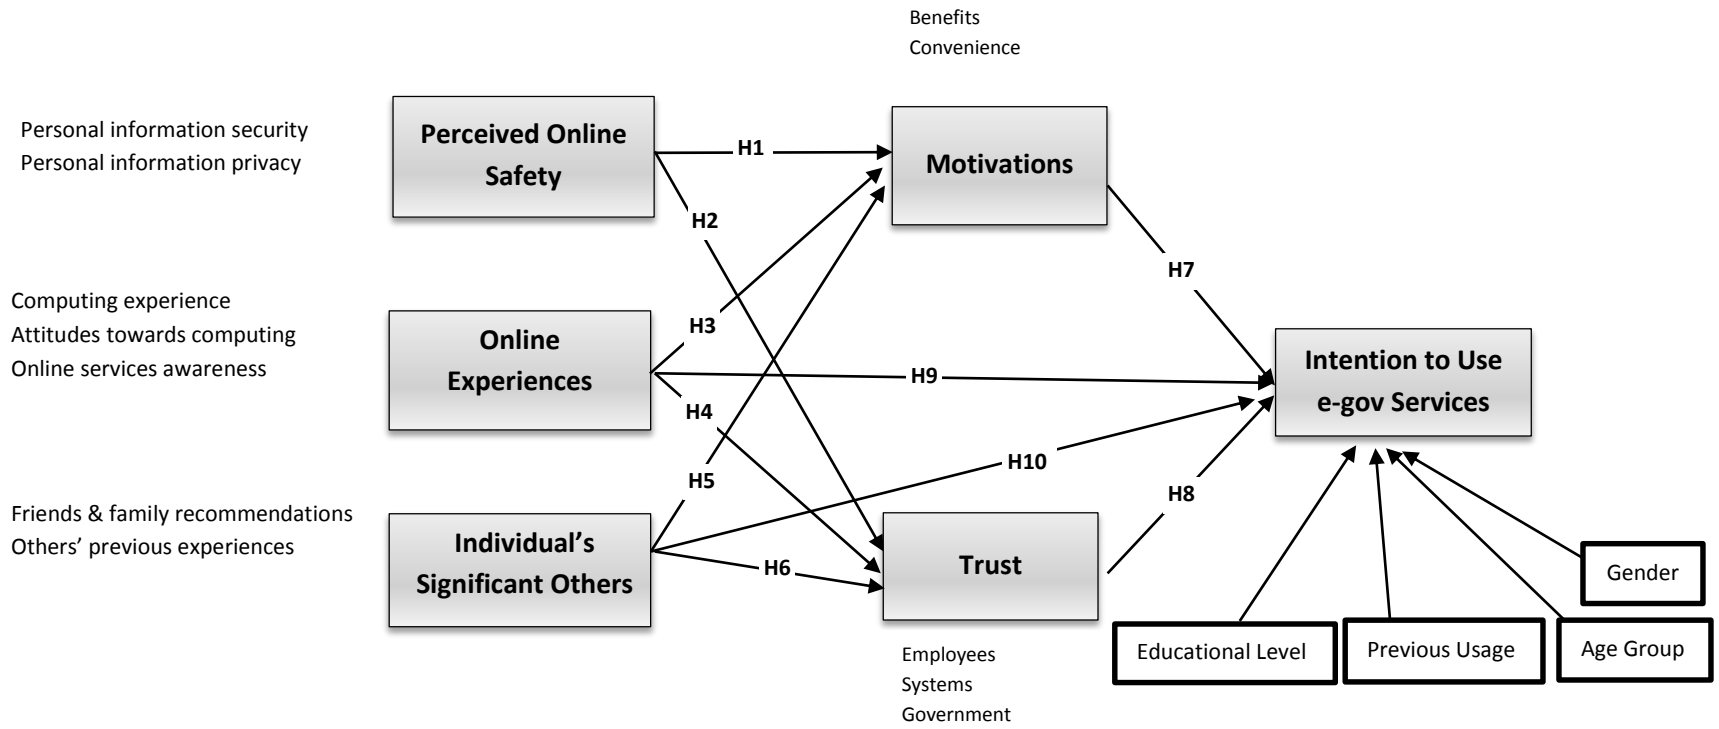 Benefits
Convenience
Personal information security
Personal information privacy
Perceived Online
Safety
H1
Motivations
H2
H7
Computing experience
Attitudes towards computing
Online services awareness
Online
Experiences
H3
H9
H4
Intention to Use
e-gov Services
H10
H5
H8
Friends & family recommendations
Others’ previous experiences
Individual’s
Significant Others
H6
Trust
Employees
Systems
Government
Gender
Educational Level
Previous Usage
Age Group